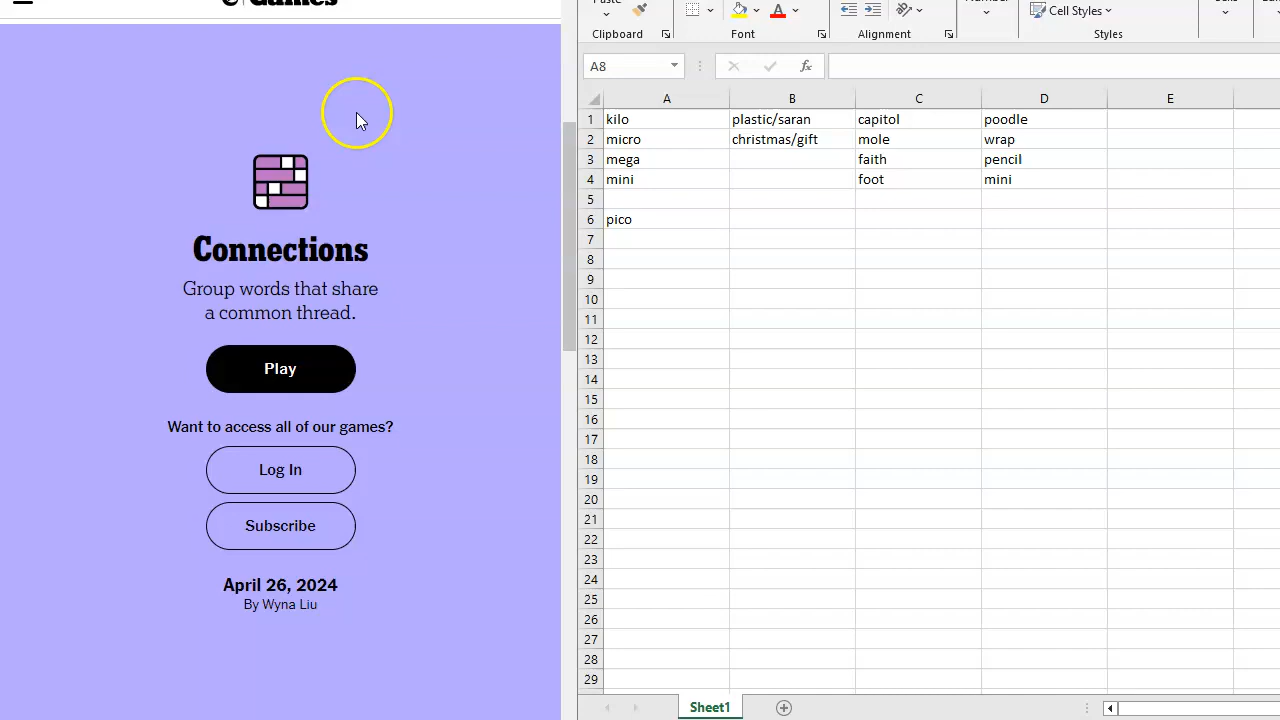 Games
Connections
Group words that share
a common thread.
Play
Want to access all of our games?
Log In
Subscribe
April 26, 2024
By Wyna Liu
Paste
Cell Styles
Clipboard
Font
Alignment
Styles
A8
fx
A B C D E
1 kilo plastic/saran capitol poodle
2 micro christmas/gift mole wrap
3 mega faith pencil
4 mini foot mini
5
6 pico
7
8
9
10
11
12
13
14
15
16
17
18
19
20
21
22
23
24
25
26
27
28
29
Sheet1